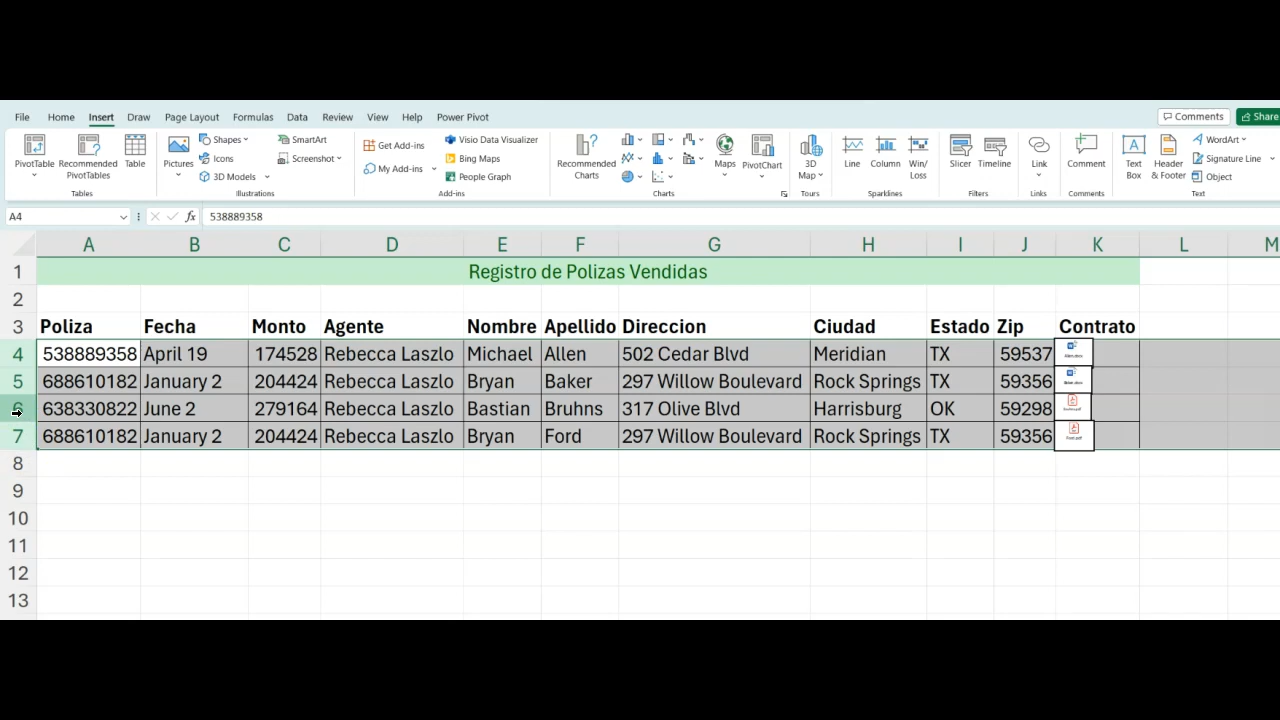 File Home Insert Draw Page Layout Formulas Data Review View Help Power Pivot Comments Share
PivotTable Recommended PivotTables Table Tables
Pictures Shapes Icons 3D Models SmartArt Screenshot Illustrations
Get Add-ins My Add-ins Visio Data Visualizer Bing Maps People Graph Add-ins
Recommended Charts Maps PivotChart Charts
3D Map Tours
Line Column Win/Loss Sparklines
Slicer Timeline Filters
Link Links
Comment Comments
Text Box Header & Footer WordArt Signature Line Object Text
A4 fx 538889358
A B C D E F G H I J K L M
1 Registro de Polizas Vendidas
2
3 Poliza Fecha Monto Agente Nombre Apellido Direccion Ciudad Estado Zip Contrato
4 538889358 April 19 174528 Rebecca Laszlo Michael Allen 502 Cedar Blvd Meridian TX 59537 Allen.docx
5 688610182 January 2 204424 Rebecca Laszlo Bryan Baker 297 Willow Boulevard Rock Springs TX 59356
6 638330822 June 2 279164 Rebecca Laszlo Bastian Bruhns 317 Olive Blvd Harrisburg OK 59298
7 688610182 January 2 204424 Rebecca Laszlo Bryan Ford 297 Willow Boulevard Rock Springs TX 59356 Ford.pdf
8
9
10
11
12
13